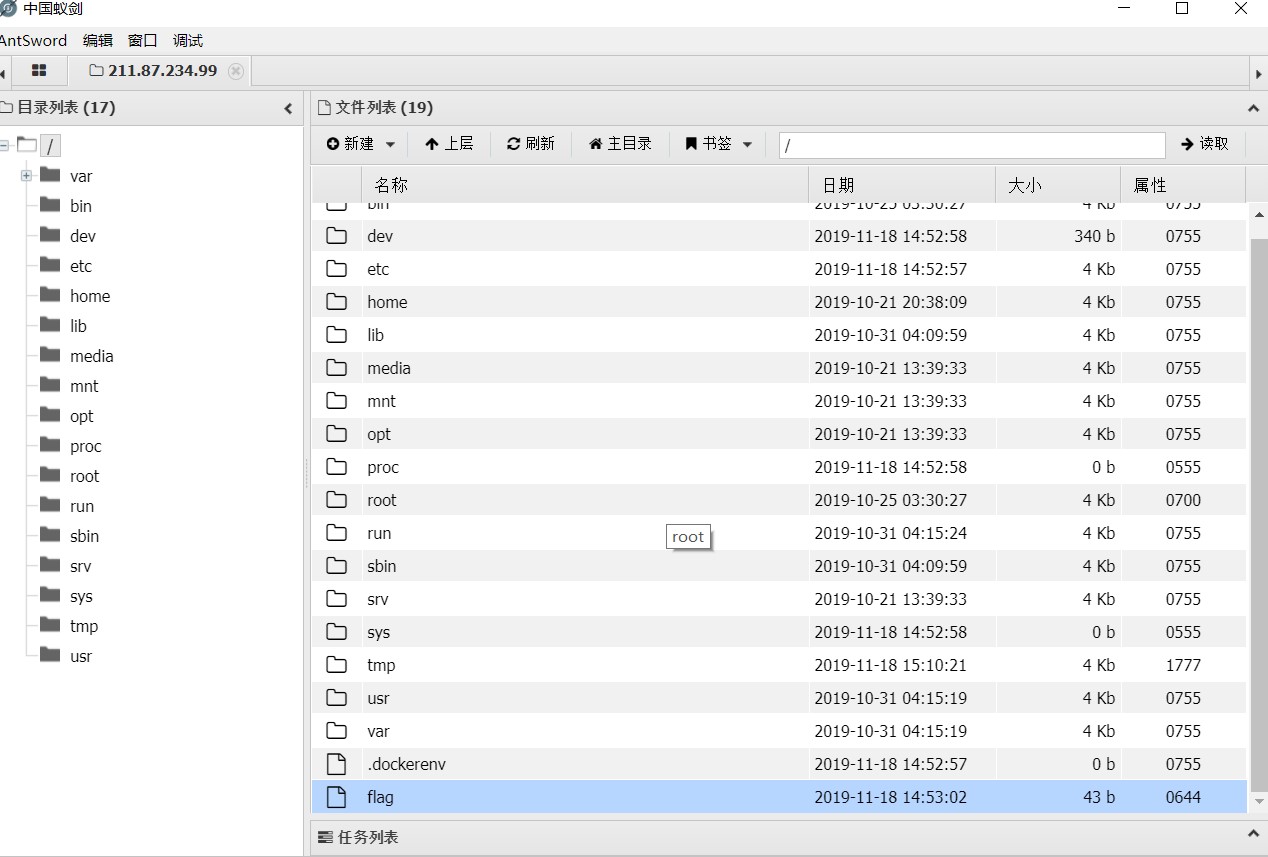 中国蚁剑
AntSword 编辑 窗口 调试
211.87.234.99
目录列表 (17)
/
var
bin
dev
etc
home
lib
media
mnt
opt
proc
root
run
sbin
srv
sys
tmp
usr
文件列表 (19)
新建 上层 刷新 主目录 书签 / 读取
名称 日期 大小 属性
bin 2019-10-25 03:30:27 4 Kb 0755
dev 2019-11-18 14:52:58 340 b 0755
etc 2019-11-18 14:52:57 4 Kb 0755
home 2019-10-21 20:38:09 4 Kb 0755
lib 2019-10-31 04:09:59 4 Kb 0755
media 2019-10-21 13:39:33 4 Kb 0755
mnt 2019-10-21 13:39:33 4 Kb 0755
opt 2019-10-21 13:39:33 4 Kb 0755
proc 2019-11-18 14:52:58 0 b 0555
root 2019-10-25 03:30:27 4 Kb 0700
run 2019-10-31 04:15:24 4 Kb 0755
root
sbin 2019-10-31 04:09:59 4 Kb 0755
srv 2019-10-21 13:39:33 4 Kb 0755
sys 2019-11-18 14:52:58 0 b 0555
tmp 2019-11-18 15:10:21 4 Kb 1777
usr 2019-10-31 04:15:19 4 Kb 0755
var 2019-10-31 04:15:19 4 Kb 0755
.dockerenv 2019-11-18 14:52:57 0 b 0755
flag 2019-11-18 14:53:02 43 b 0644
任务列表